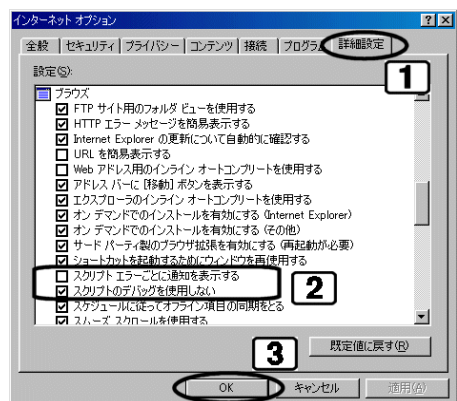 インターネット オプション
全般 セキュリティ プライバシー コンテンツ 接続 プログラム 詳細設定
1
設定(S):
ブラウズ
FTP サイト用のフォルダ ビューを使用する
HTTP エラー メッセージを簡易表示する
Internet Explorer の更新について自動的に確認する
URL を簡易表示する
Web アドレス用のインライン オートコンプリートを使用する
アドレス バーに [移動] ボタンを表示する
エクスプローラのインライン オートコンプリートを使用する
オン デマンドでのインストールを有効にする (Internet Explorer)
オン デマンドでのインストールを有効にする (その他)
サード パーティ製のブラウザ拡張を有効にする (再起動が必要)
ショートカットを起動するためにウィンドウを再使用する
スクリプト エラーごとに通知を表示する
スクリプトのデバッグを使用しない
2
スケジュールに従ってオフライン項目の同期をとる
スムーズ スクロールを使用する
3
既定値に戻す(R)
OK キャンセル 適用(A)